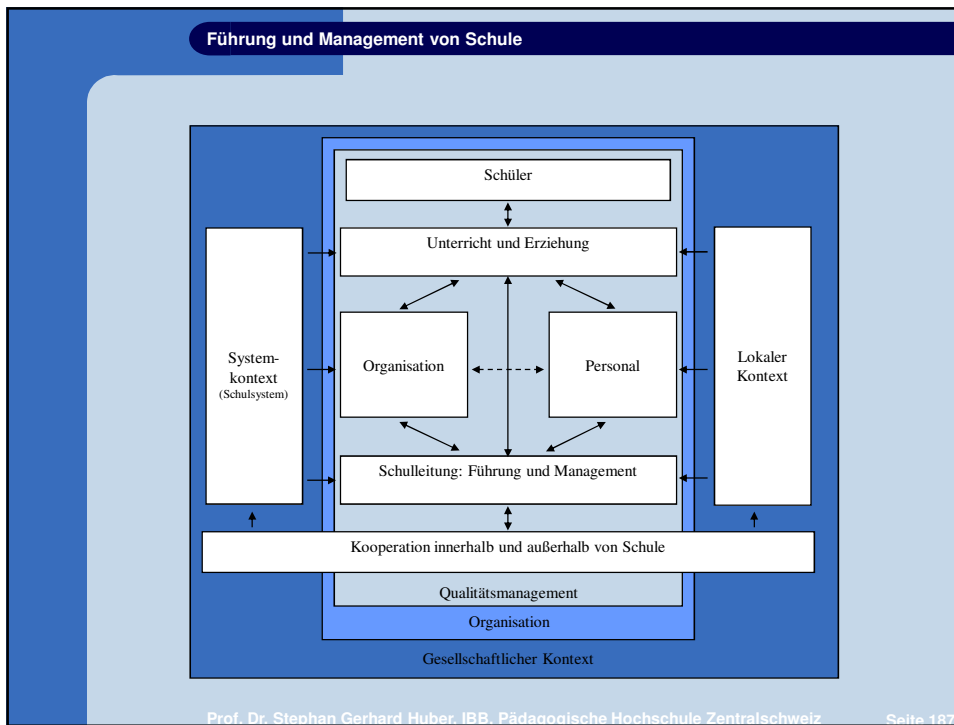 Führung und Management von Schule
Schüler
Unterricht und Erziehung
System-
kontext
(Schulsystem)
Organisation
Personal
Lokaler
Kontext
Schulleitung: Führung und Management
Kooperation innerhalb und außerhalb von Schule
Qualitätsmanagement
Organisation
Gesellschaftlicher Kontext
Prof. Dr. Stephan Gerhard Huber, IBB, Pädagogische Hochschule Zentralschweiz Seite 187